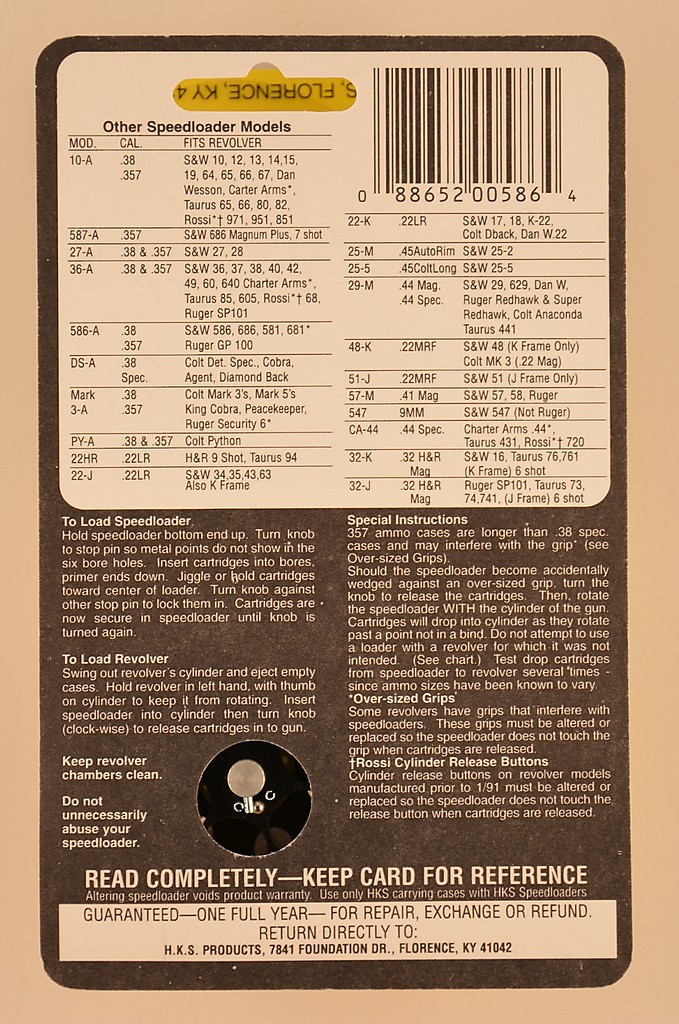 S, FLORENCE, KY 4
Other Speedloader Models
MOD. CAL. FITS REVOLVER
10-A .38 S&W 10, 12, 13, 14,15,
.357 19, 64, 65, 66, 67, Dan
Wesson, Carter Arms*,
Taurus 65, 66, 80, 82,
Rossi*† 971, 951, 851
587-A .357 S&W 686 Magnum Plus, 7 shot
27-A .38 & .357 S&W 27, 28
36-A .38 & .357 S&W 36, 37, 38, 40, 42,
49, 60, 640 Charter Arms*,
Taurus 85, 605, Rossi*† 68,
Ruger SP101
586-A .38 S&W 586, 686, 581, 681*
.357 Ruger GP 100
DS-A .38 Colt Det. Spec., Cobra,
Spec. Agent, Diamond Back
Mark .38 Colt Mark 3's, Mark 5's
3-A .357 King Cobra, Peacekeeper,
Ruger Security 6*
PY-A .38 & .357 Colt Python
22HR .22LR H&R 9 Shot, Taurus 94
22-J .22LR S&W 34,35,43,63
Also K Frame
0 88652 00586 4
22-K .22LR S&W 17, 18, K-22,
Colt Dback, Dan W.22
25-M .45AutoRim S&W 25-2
25-5 .45ColtLong S&W 25-5
29-M .44 Mag. S&W 29, 629, Dan W,
.44 Spec. Ruger Redhawk & Super
Redhawk, Colt Anaconda
Taurus 441
48-K .22MRF S&W 48 (K Frame Only)
Colt MK 3 (.22 Mag)
51-J .22MRF S&W 51 (J Frame Only)
57-M .41 Mag S&W 57, 58, Ruger
547 9MM S&W 547 (Not Ruger)
CA-44 .44 Spec. Charter Arms .44*,
Taurus 431, Rossi*† 720
32-K .32 H&R S&W 16, Taurus 76,761
Mag (K Frame) 6 shot
32-J .32 H&R Ruger SP101, Taurus 73,
Mag 74,741, (J Frame) 6 shot
To Load Speedloader
Hold speedloader bottom end up. Turn knob
to stop pin so metal points do not show in the
six bore holes. Insert cartridges into bores,
primer ends down. Jiggle or hold cartridges
toward center of loader. Turn knob against
other stop pin to lock them in. Cartridges are
now secure in speedloader until knob is
turned again.
To Load Revolver
Swing out revolver's cylinder and eject empty
cases. Hold revolver in left hand, with thumb
on cylinder to keep it from rotating. Insert
speedloader into cylinder then turn knob
(clock-wise) to release cartridges in to gun.
Keep revolver
chambers clean.
Do not
unnecessarily
abuse your
speedloader.
Special Instructions
357 ammo cases are longer than .38 spec.
cases and may interfere with the grip* (see
Over-sized Grips).
Should the speedloader become accidentally
wedged against an over-sized grip, turn the
knob to release the cartridges. Then, rotate
the speedloader WITH the cylinder of the gun.
Cartridges will drop into cylinder as they rotate
past a point not in a bind. Do not attempt to use
a loader with a revolver for which it was not
intended. (See chart.) Test drop cartridges
from speedloader to revolver several times -
since ammo sizes have been known to vary.
*Over-sized Grips
Some revolvers have grips that interfere with
speedloaders. These grips must be altered or
replaced so the speedloader does not touch the
grip when cartridges are released.
†Rossi Cylinder Release Buttons
Cylinder release buttons on revolver models
manufactured prior to 1/91 must be altered or
replaced so the speedloader does not touch the
release button when cartridges are released.
READ COMPLETELY—KEEP CARD FOR REFERENCE
Altering speedloader voids product warranty. Use only HKS carrying cases with HKS Speedloaders
GUARANTEED—ONE FULL YEAR— FOR REPAIR, EXCHANGE OR REFUND.
RETURN DIRECTLY TO:
H.K.S. PRODUCTS, 7841 FOUNDATION DR., FLORENCE, KY 41042